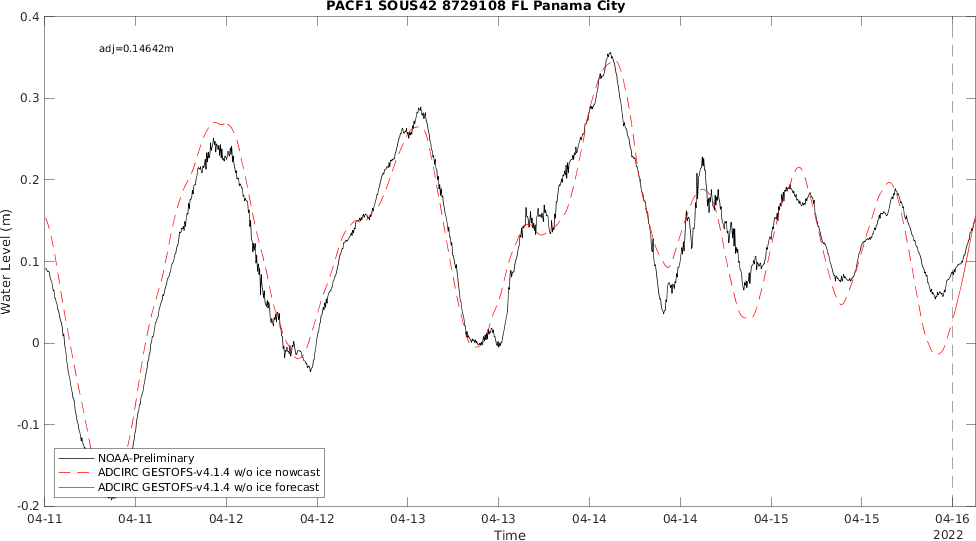 PACF1 SOUS42 8729108 FL Panama City
adj=0.14642m
0.4
0.3
0.2
0.1
0
-0.1
-0.2
Water Level (m)
NOAA-Preliminary
ADCIRC GESTOFS-v4.1.4 w/o ice nowcast
ADCIRC GESTOFS-v4.1.4 w/o ice forecast
04-11 04-11 04-12 04-12 04-13 04-13 04-14 04-14 04-15 04-15 04-16
Time
2022